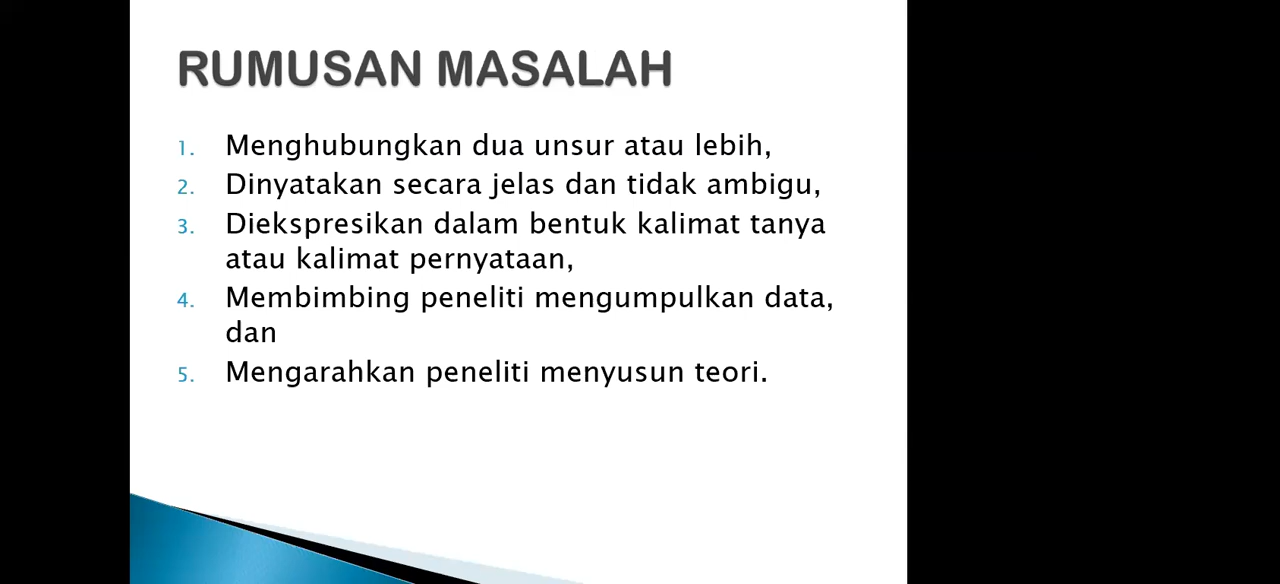 RUMUSAN MASALAH
1. Menghubungkan dua unsur atau lebih,
2. Dinyatakan secara jelas dan tidak ambigu,
3. Diekspresikan dalam bentuk kalimat tanya
atau kalimat pernyataan,
4. Membimbing peneliti mengumpulkan data,
dan
5. Mengarahkan peneliti menyusun teori.